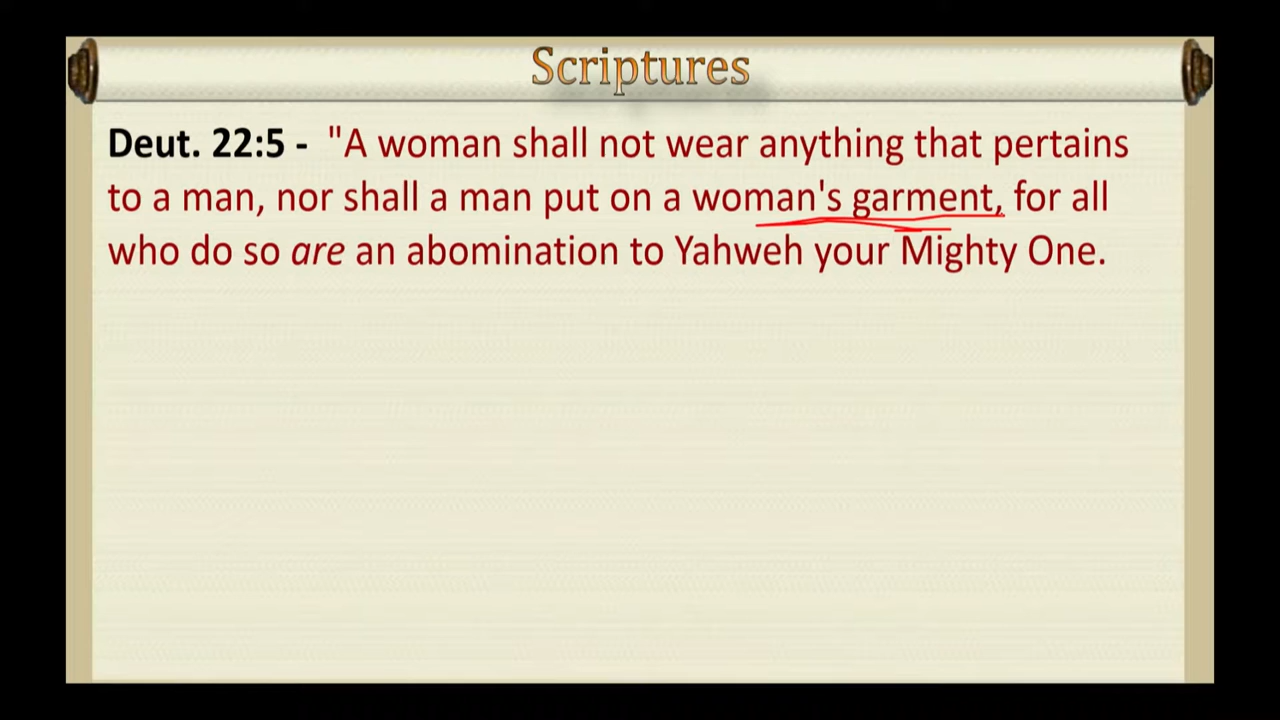 Scriptures
Deut. 22:5 - "A woman shall not wear anything that pertains
to a man, nor shall a man put on a woman's garment, for all
who do so are an abomination to Yahweh your Mighty One.